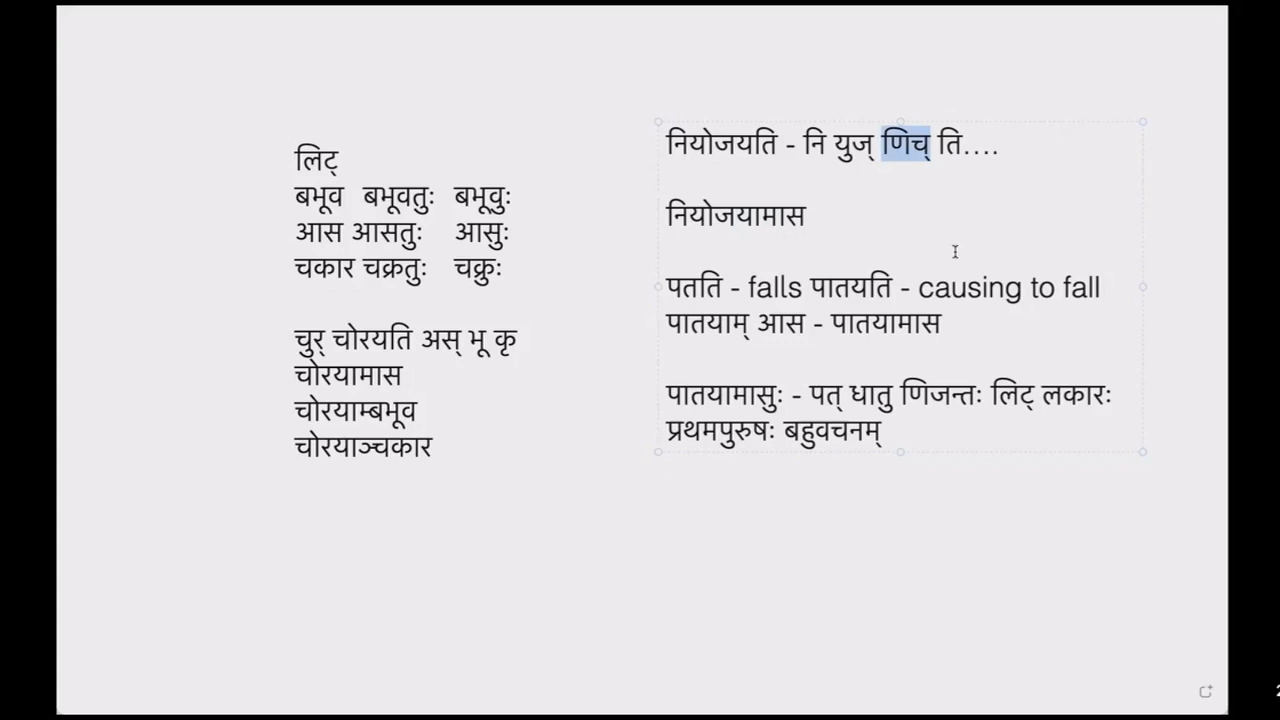 लिट्
बभूव बभूवतुः बभूवुः
आस आसतुः आसुः
चकार चक्रतुः चक्रुः
चुर् चोरयति अस् भू कृ
चोरयामास
चोरयाम्बभूव
चोरयाञ्चकार
नियोजयति - नि युज् णिच् ति....
नियोजयामास
पतति - falls पातयति - causing to fall
पातयाम् आस - पातयामास
पातयामासुः - पत् धातु णिजन्तः लिट् लकारः
प्रथमपुरुषः बहुवचनम्